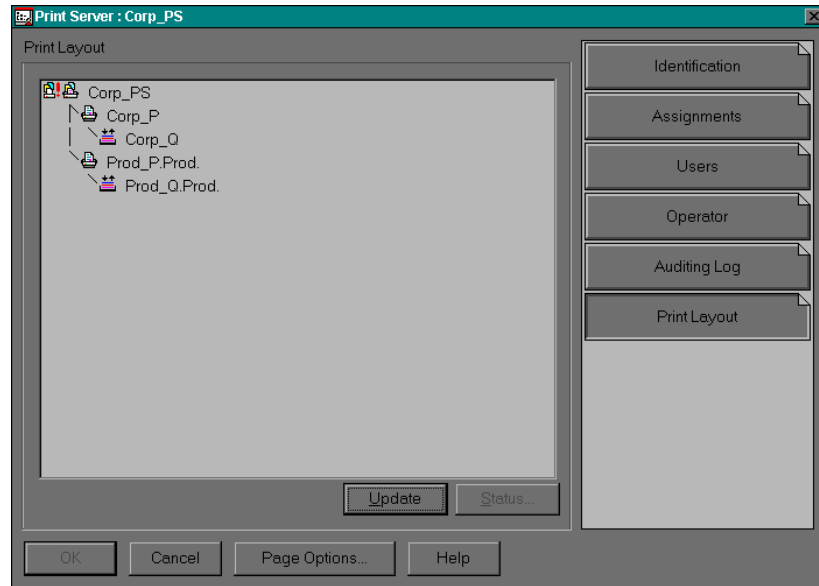 Print Server : Corp_PS
Print Layout
Corp_PS
Corp_P
Corp_Q
Prod_P.Prod.
Prod_Q.Prod.
Update
Status...
OK
Cancel
Page Options...
Help
Identification
Assignments
Users
Operator
Auditing Log
Print Layout